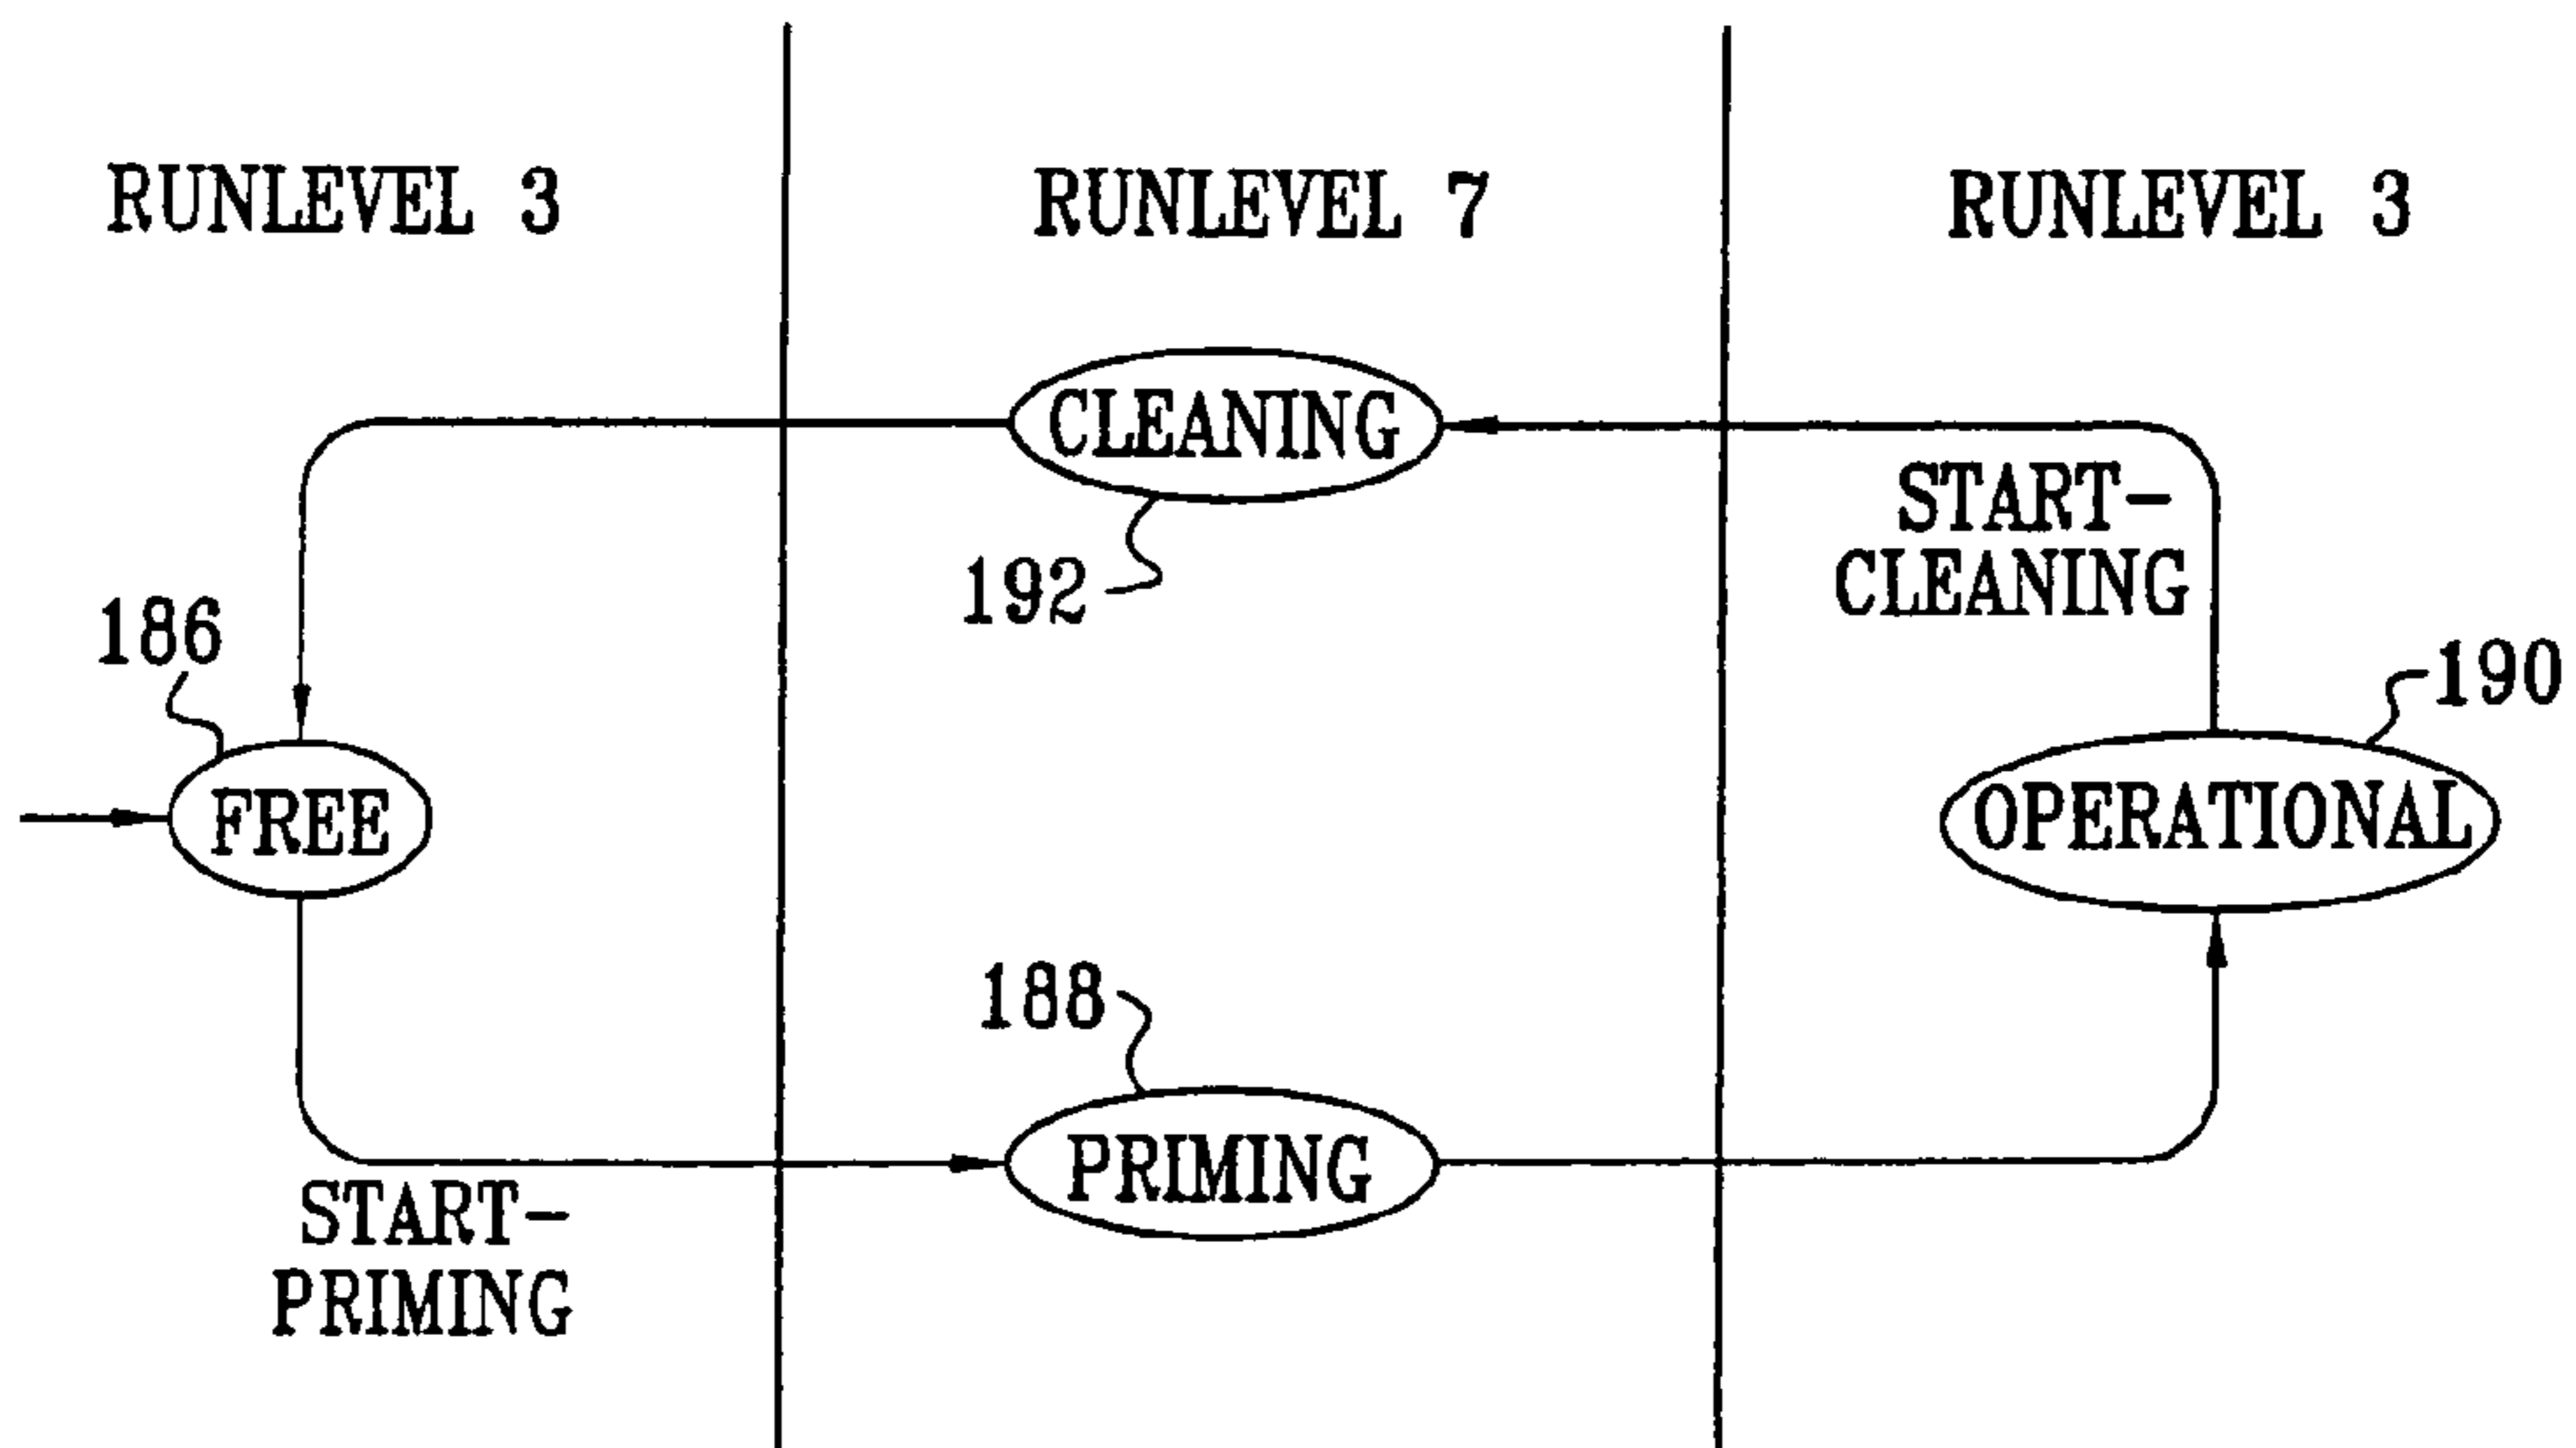 RUNLEVEL 3
RUNLEVEL 7
RUNLEVEL 3
CLEANING
192
START-
CLEANING
186
190
FREE
OPERATIONAL
188
PRIMING
START-
PRIMING